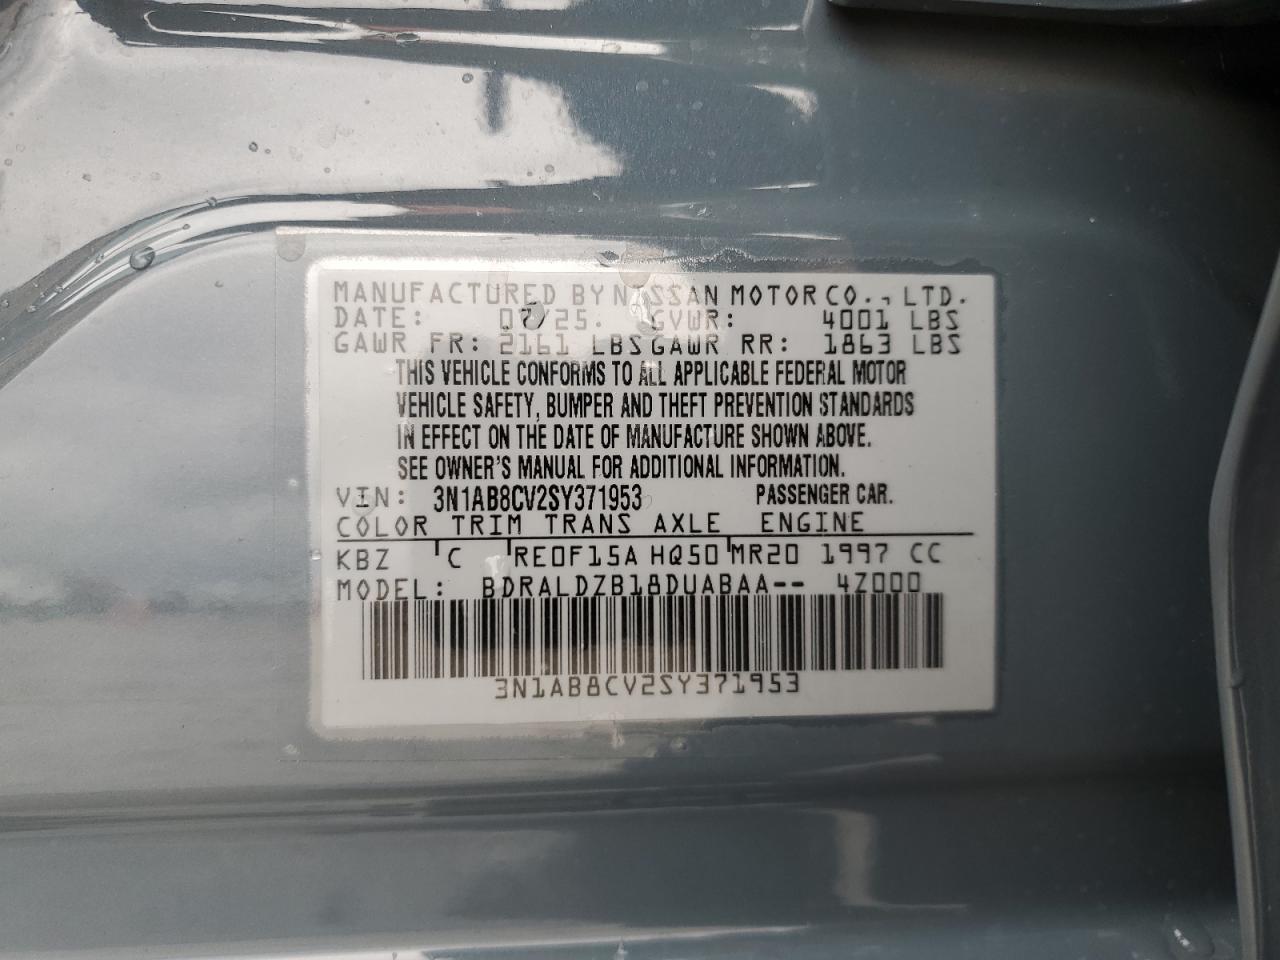 MANUFACTURED BY NISSAN MOTOR CO., LTD.
DATE: 07/25. GVWR: 4001 LBS
GAWR FR: 2161 LBS GAWR RR: 1863 LBS
THIS VEHICLE CONFORMS TO ALL APPLICABLE FEDERAL MOTOR
VEHICLE SAFETY, BUMPER AND THEFT PREVENTION STANDARDS
IN EFFECT ON THE DATE OF MANUFACTURE SHOWN ABOVE.
SEE OWNER'S MANUAL FOR ADDITIONAL INFORMATION.
VIN: 3N1AB8CV2SY371953 PASSENGER CAR.
COLOR TRIM TRANS AXLE ENGINE
KBZ C RE0F15A HQ50 MR20 1997 CC
MODEL: BDRALDZB18DUABAA-- 4Z000
3N1AB8CV2SY371953